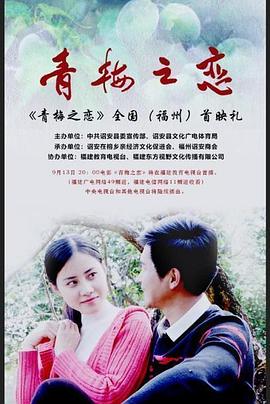 青梅之恋
《青梅之恋》全国（福州）首映礼
主办单位：中共诏安县委宣传部、诏安县文化广电体育局
承办单位：诏安在榕乡亲经济文化促进会、福州诏安商会
协办单位：福建教育电视台、福建东方视野文化传播有限公司
9月13日 20：00电影《青梅之恋》将在福建教育电视台首播。
（福建广电网络49频道，福建电信网络11频道收看）
中央电视台和其他电视台将陆续播出。